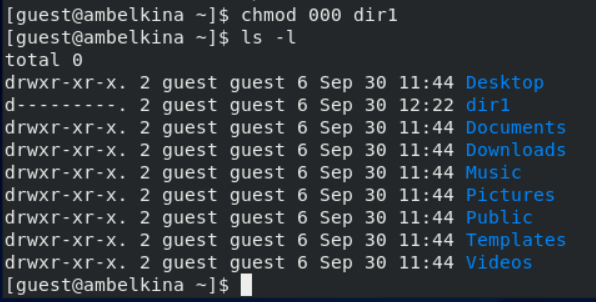 [guest@ambelkina ~]$ chmod 000 dir1
[guest@ambelkina ~]$ ls -l
total 0
drwxr-xr-x. 2 guest guest 6 Sep 30 11:44 Desktop
d---------. 2 guest guest 6 Sep 30 12:22 dir1
drwxr-xr-x. 2 guest guest 6 Sep 30 11:44 Documents
drwxr-xr-x. 2 guest guest 6 Sep 30 11:44 Downloads
drwxr-xr-x. 2 guest guest 6 Sep 30 11:44 Music
drwxr-xr-x. 2 guest guest 6 Sep 30 11:44 Pictures
drwxr-xr-x. 2 guest guest 6 Sep 30 11:44 Public
drwxr-xr-x. 2 guest guest 6 Sep 30 11:44 Templates
drwxr-xr-x. 2 guest guest 6 Sep 30 11:44 Videos
[guest@ambelkina ~]$